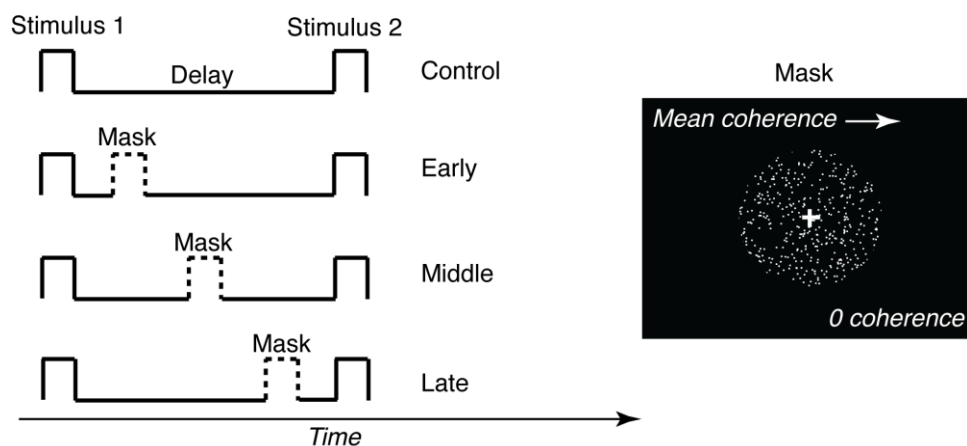 Stimulus 1
Stimulus 2
Delay
Control
Mask
Early
Mask
Middle
Mask
Late
Time
Mask
Mean coherence
0 coherence